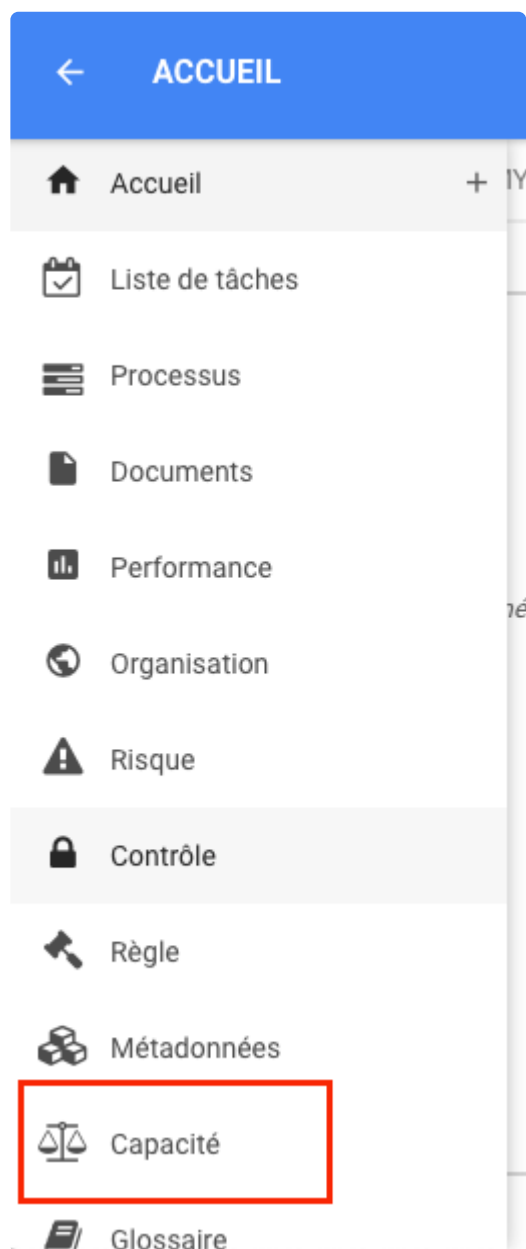 ACCUEIL
Accueil
Liste de tâches
Processus
Documents
Performance
Organisation
Risque
Contrôle
Règle
Métadonnées
Capacité
Glossaire